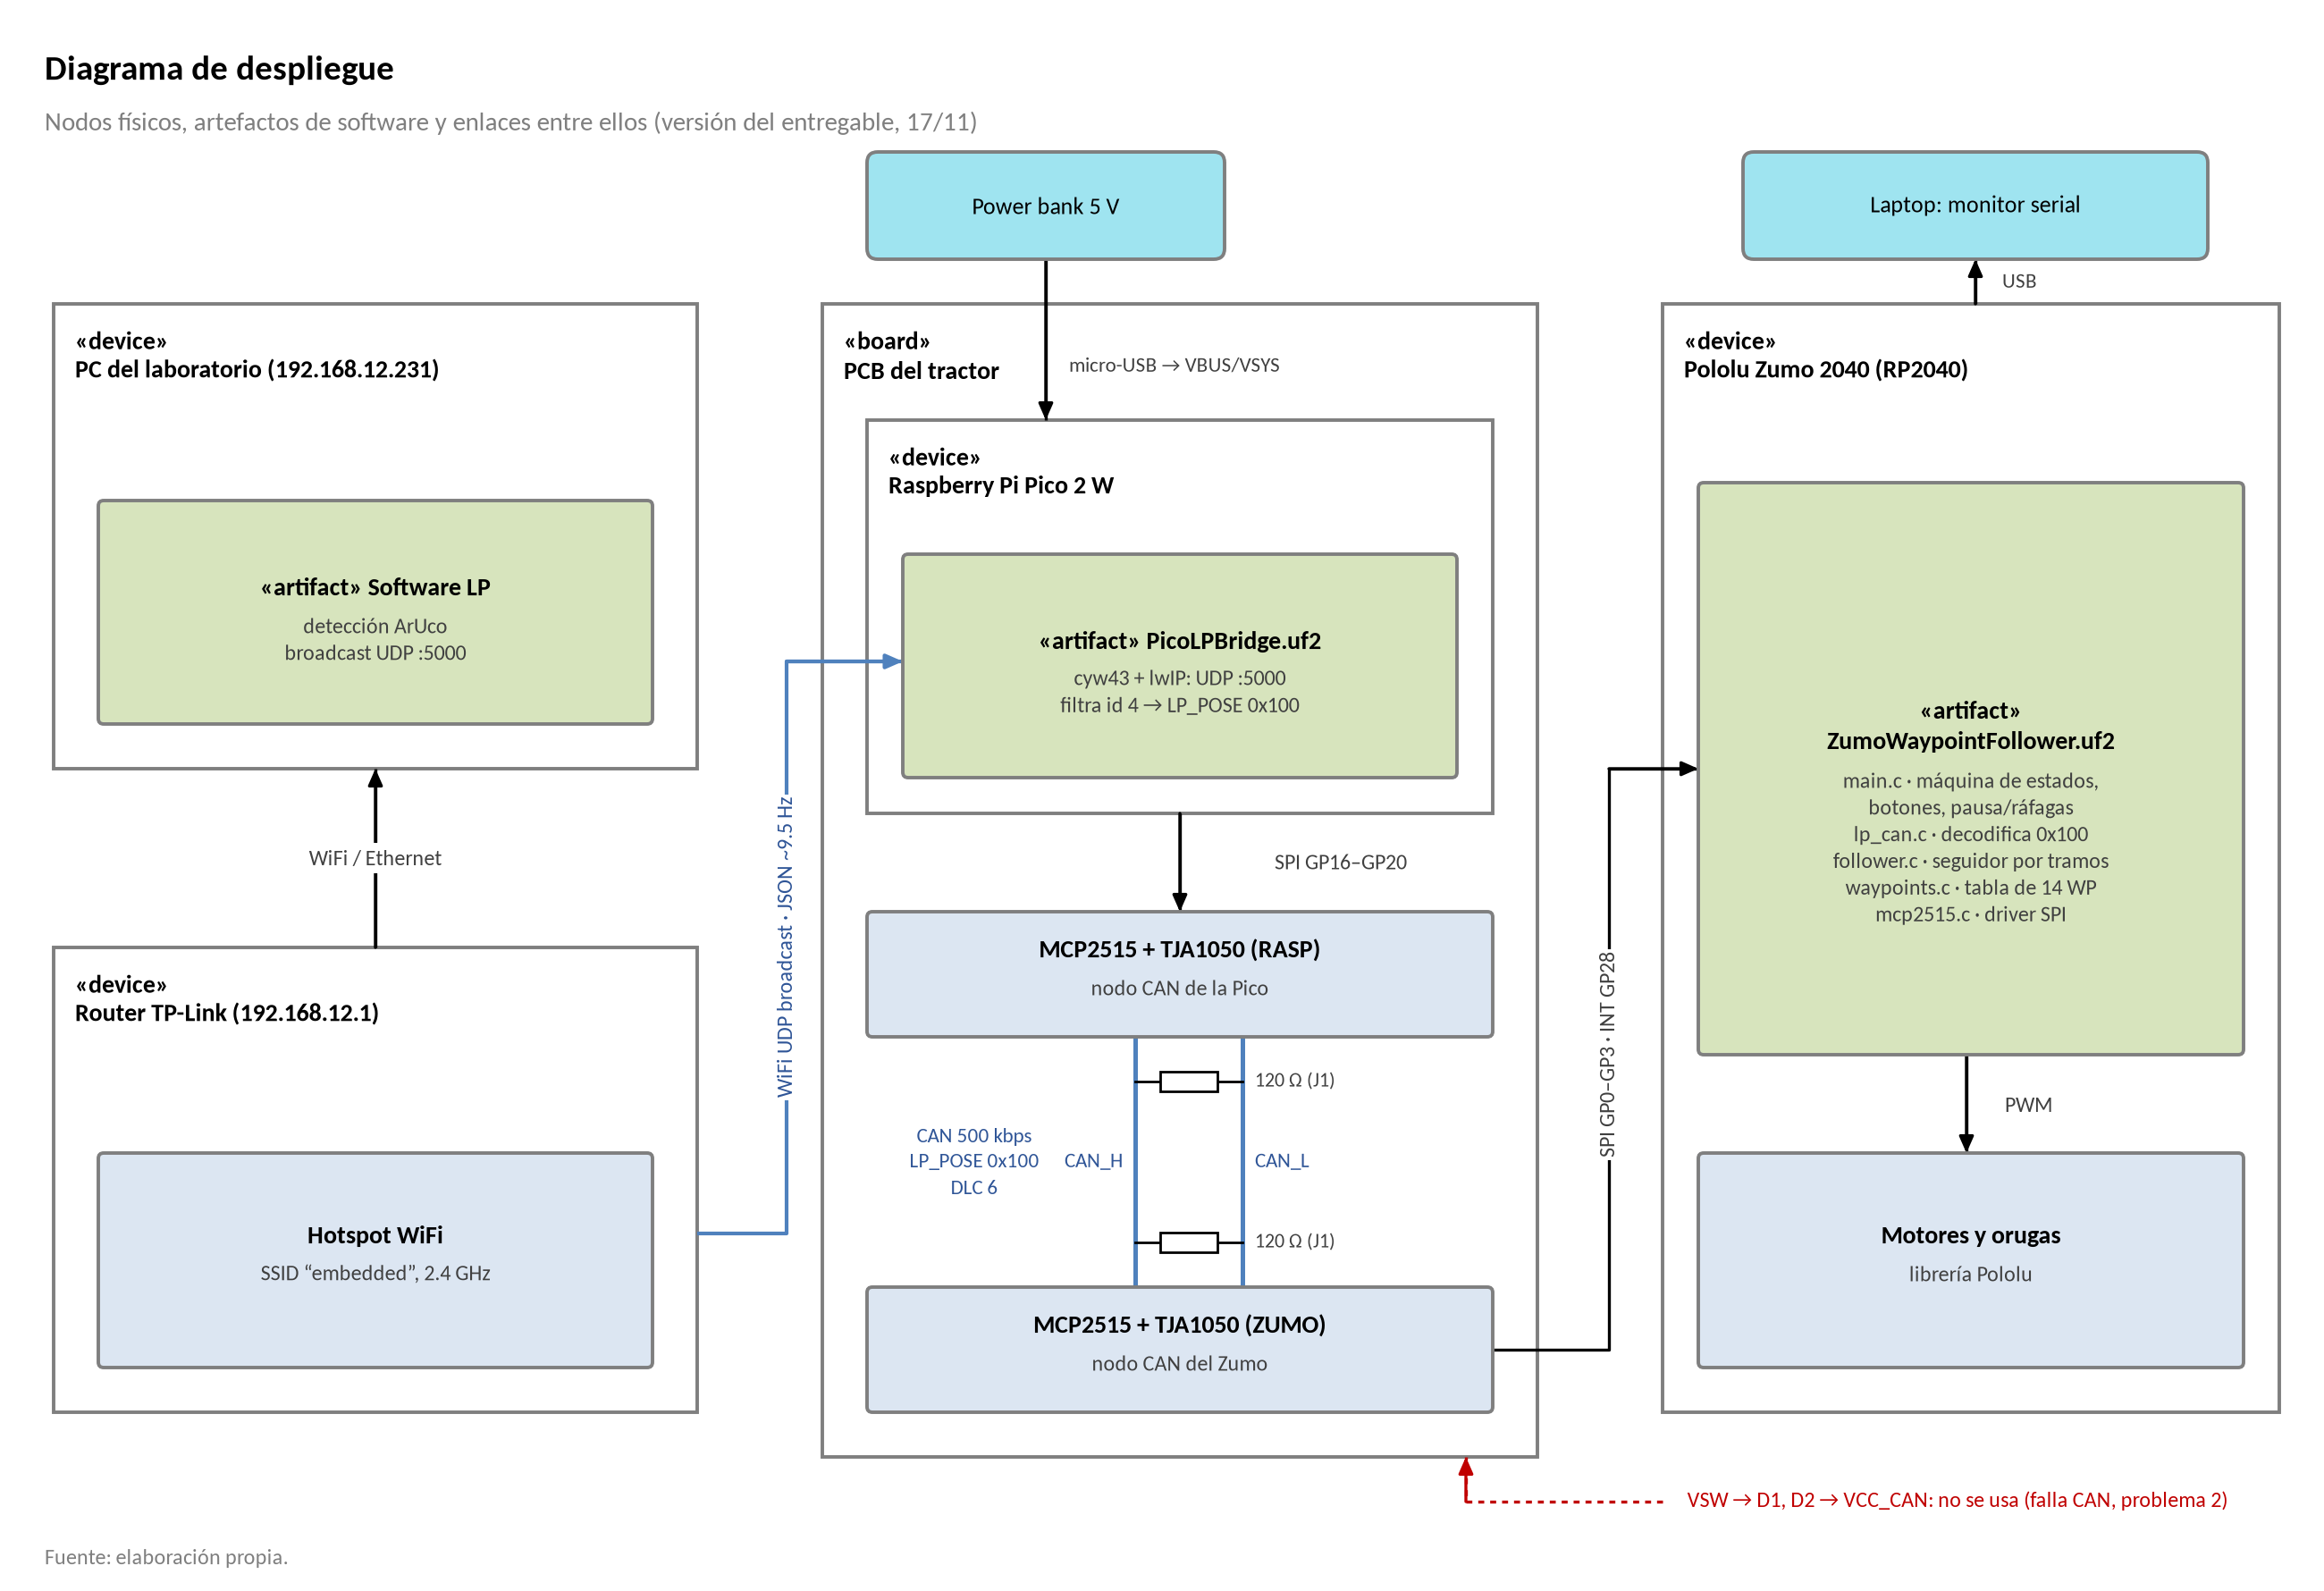 Diagrama de despliegue
Nodos físicos, artefactos de software y enlaces entre ellos (versión del entregable, 17/11)
Power bank 5 V
Laptop: monitor serial
USB
«device»
PC del laboratorio (192.168.12.231)
«artifact» Software LP
detección ArUco
broadcast UDP :5000
WiFi / Ethernet
«device»
Router TP-Link (192.168.12.1)
Hotspot WiFi
SSID “embedded”, 2.4 GHz
WiFi UDP broadcast · JSON ~9.5 Hz
«board»
PCB del tractor
micro-USB → VBUS/VSYS
«device»
Raspberry Pi Pico 2 W
«artifact» PicoLPBridge.uf2
cyw43 + lwIP: UDP :5000
filtra id 4 → LP_POSE 0x100
SPI GP16–GP20
MCP2515 + TJA1050 (RASP)
nodo CAN de la Pico
120 Ω (J1)
CAN 500 kbps
LP_POSE 0x100
DLC 6
CAN_H
CAN_L
120 Ω (J1)
MCP2515 + TJA1050 (ZUMO)
nodo CAN del Zumo
SPI GP0–GP3 · INT GP28
«device»
Pololu Zumo 2040 (RP2040)
«artifact»
ZumoWaypointFollower.uf2
main.c · máquina de estados,
botones, pausa/ráfagas
lp_can.c · decodifica 0x100
follower.c · seguidor por tramos
waypoints.c · tabla de 14 WP
mcp2515.c · driver SPI
PWM
Motores y orugas
librería Pololu
VSW → D1, D2 → VCC_CAN: no se usa (falla CAN, problema 2)
Fuente: elaboración propia.